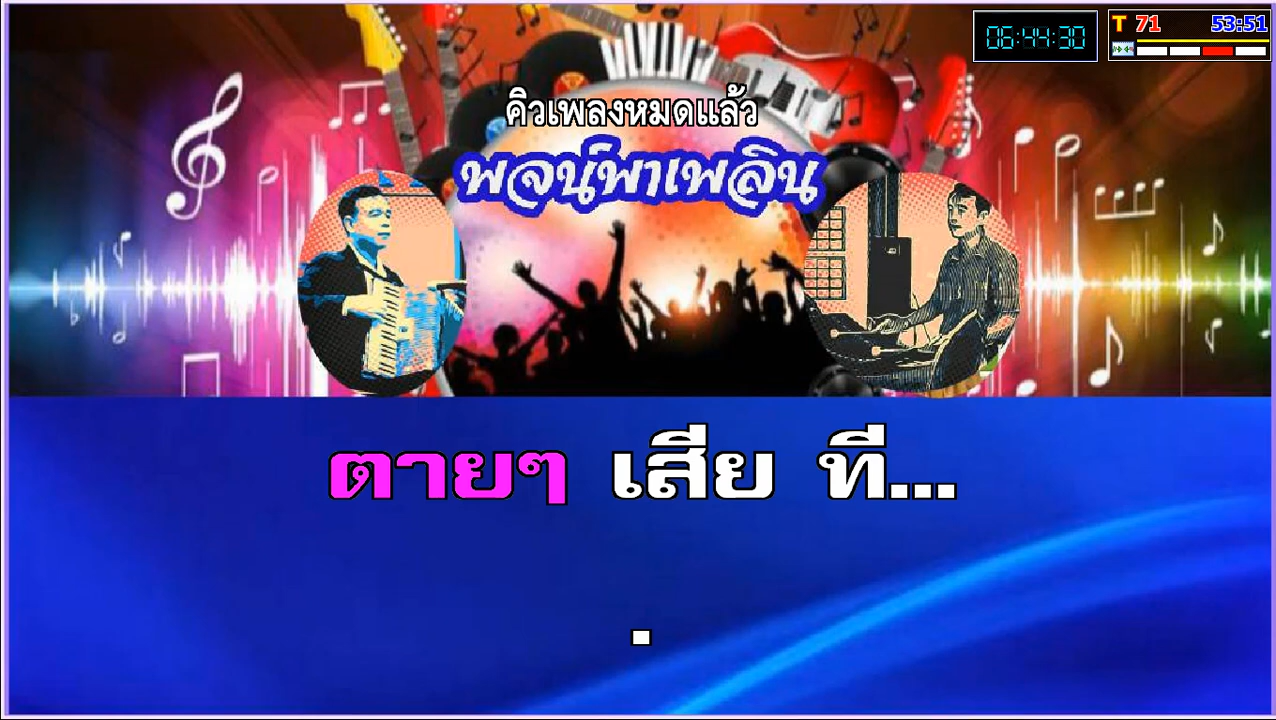 06:44:30
T 71 53:51
คิวเพลงหมดแล้ว
พจน์พาเพลิน
ตายๆ เสีย ที...
.